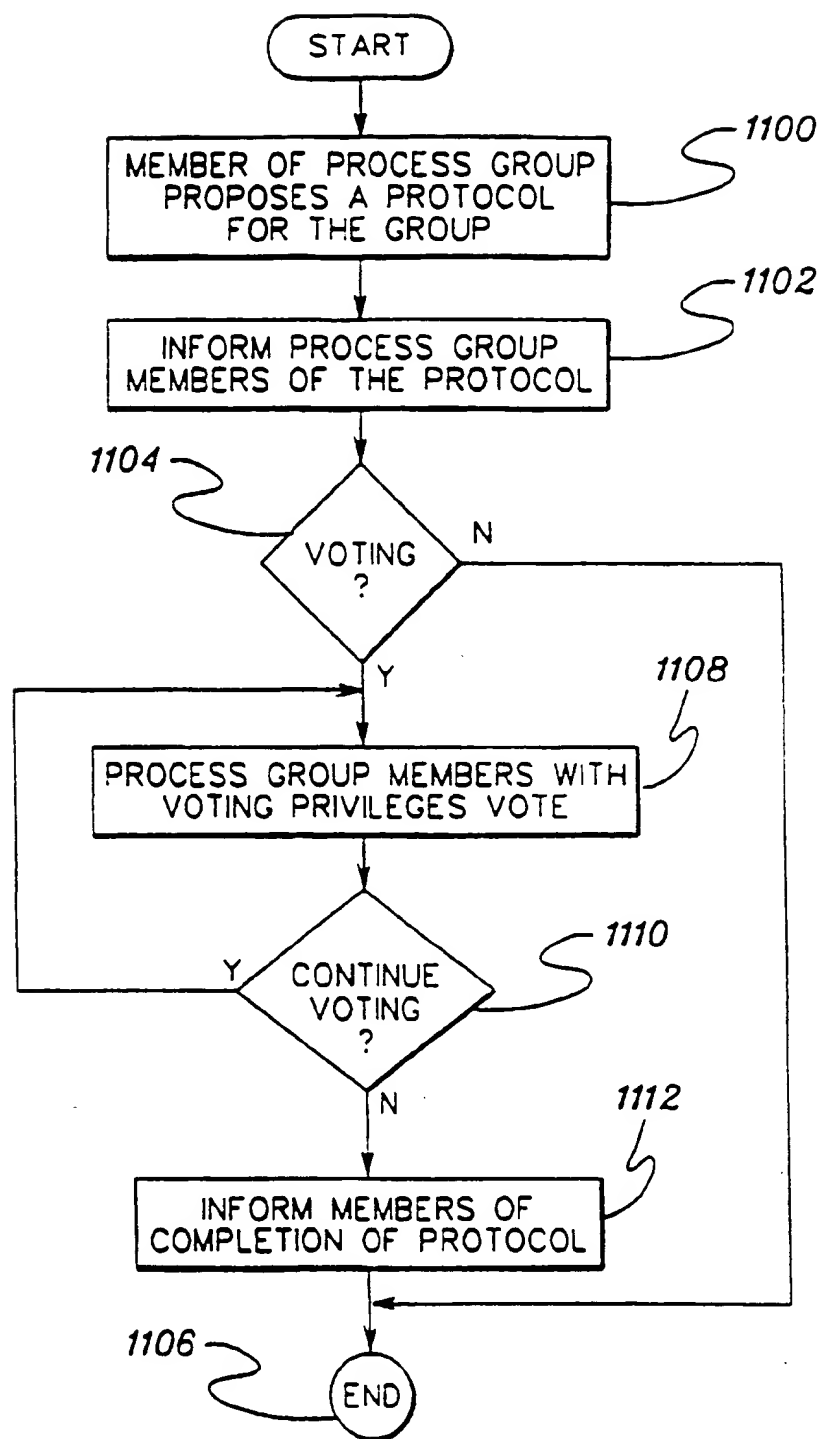 START
MEMBER OF PROCESS GROUP
PROPOSES A PROTOCOL
FOR THE GROUP
1100
INFORM PROCESS GROUP
MEMBERS OF THE PROTOCOL
1102
1104
VOTING
?
N
Y
1108
PROCESS GROUP MEMBERS WITH
VOTING PRIVILEGES VOTE
1110
Y
CONTINUE
VOTING
?
N
1112
INFORM MEMBERS OF
COMPLETION OF PROTOCOL
1106
END